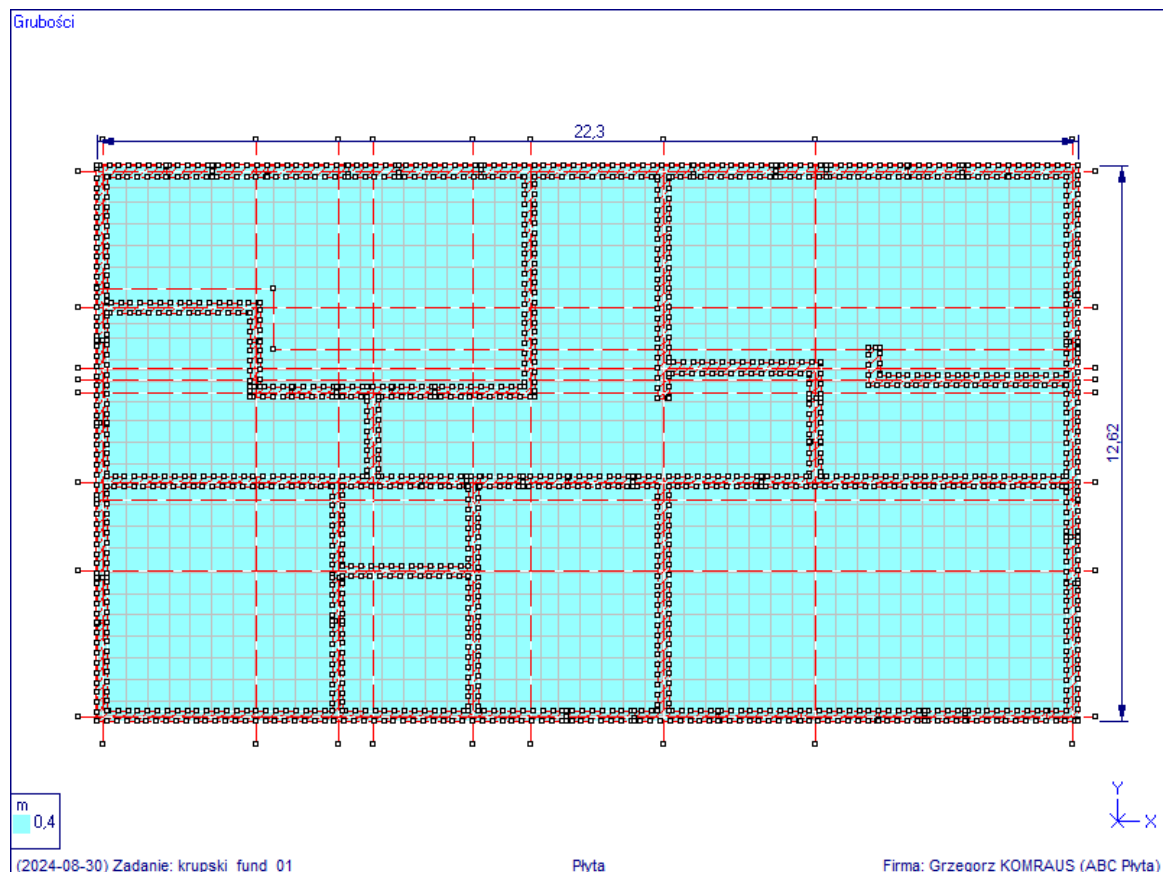 Grubości
22,3
12,62
m
0,4
Y
X
(2024-08-30) Zadanie: krupski_fund_01
Płyta
Firma: Grzegorz KOMRAUS (ABC Płyta)